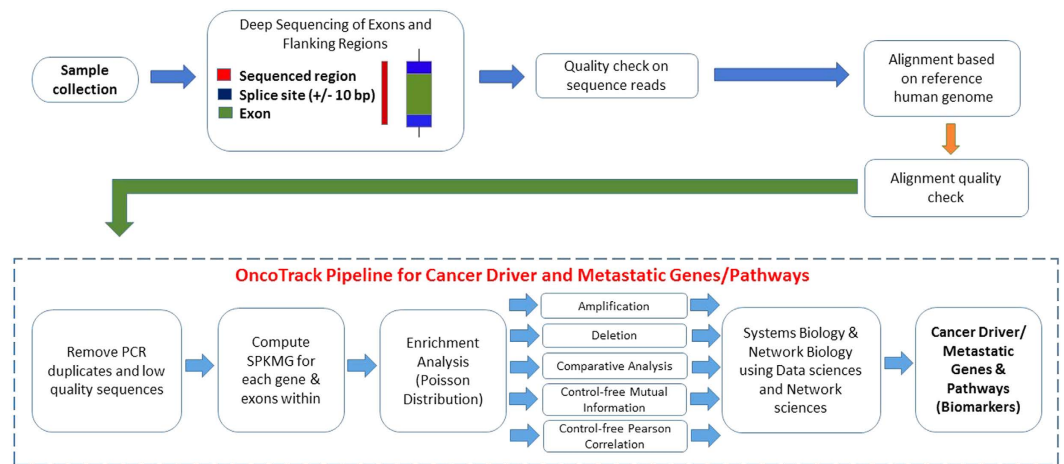 Sample
collection
Deep Sequencing of Exons and
Flanking Regions
Sequenced region
Splice site (+/- 10 bp)
Exon
Quality check on
sequence reads
Alignment based
on reference
human genome
Alignment quality
check
OncoTrack Pipeline for Cancer Driver and Metastatic Genes/Pathways
Remove PCR
duplicates and low
quality sequences
Compute
SPKMG for
each gene &
exons within
Enrichment
Analysis
(Poisson
Distribution)
Amplification
Deletion
Comparative Analysis
Control-free Mutual
Information
Control-free Pearson
Correlation
Systems Biology &
Network Biology
using Data sciences
and Network
sciences
Cancer Driver/
Metastatic
Genes &
Pathways
(Biomarkers)